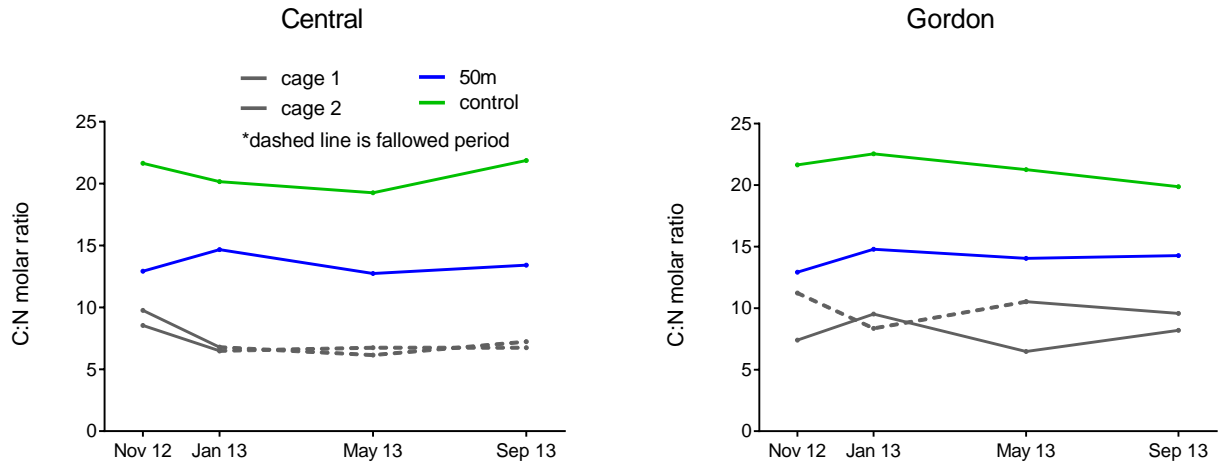 Central
cage 1
50m
cage 2
control
*dashed line is fallowed period
C:N molar ratio
25
20
15
10
5
0
Nov 12 Jan 13 May 13 Sep 13
Gordon
C:N molar ratio
25
20
15
10
5
0
Nov 12 Jan 13 May 13 Sep 13